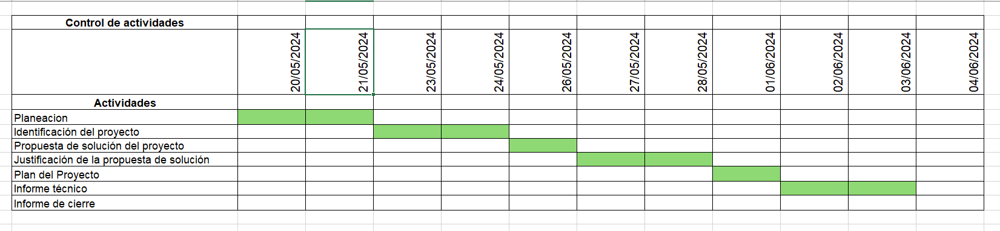 Control de actividades
20/05/2024 21/05/2024 23/05/2024 24/05/2024 26/05/2024 27/05/2024 28/05/2024 01/06/2024 02/06/2024 03/06/2024 04/06/2024
Actividades
Planeacion
Identificación del proyecto
Propuesta de solución del proyecto
Justificación de la propuesta de solución
Plan del Proyecto
Informe técnico
Informe de cierre